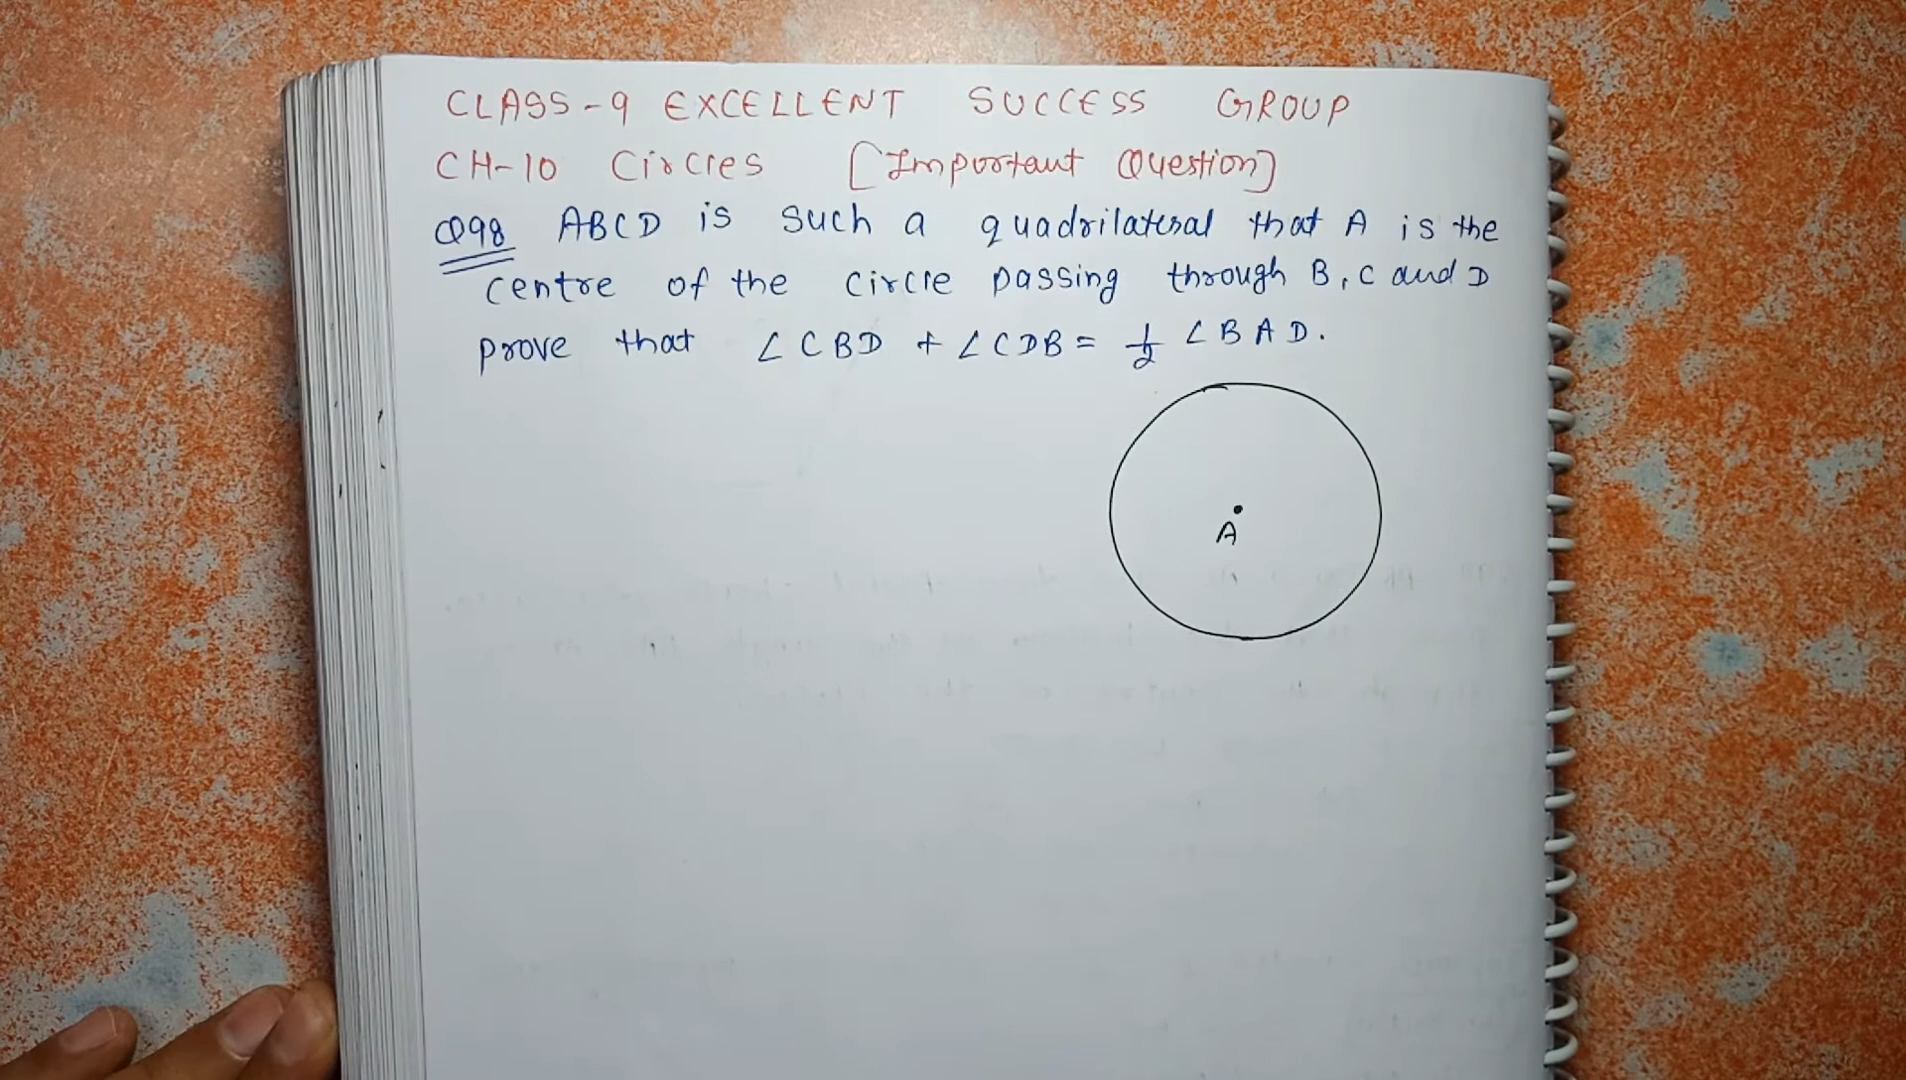 CLASS-9 EXCELLENT SUCCESS GROUP
CH-10 Circles [Important Question]
Q98 ABCD is such a quadrilateral that A is the
centre of the circle passing through B, C and D
prove that ∠CBD + ∠CDB = 1/2 ∠BAD.
A